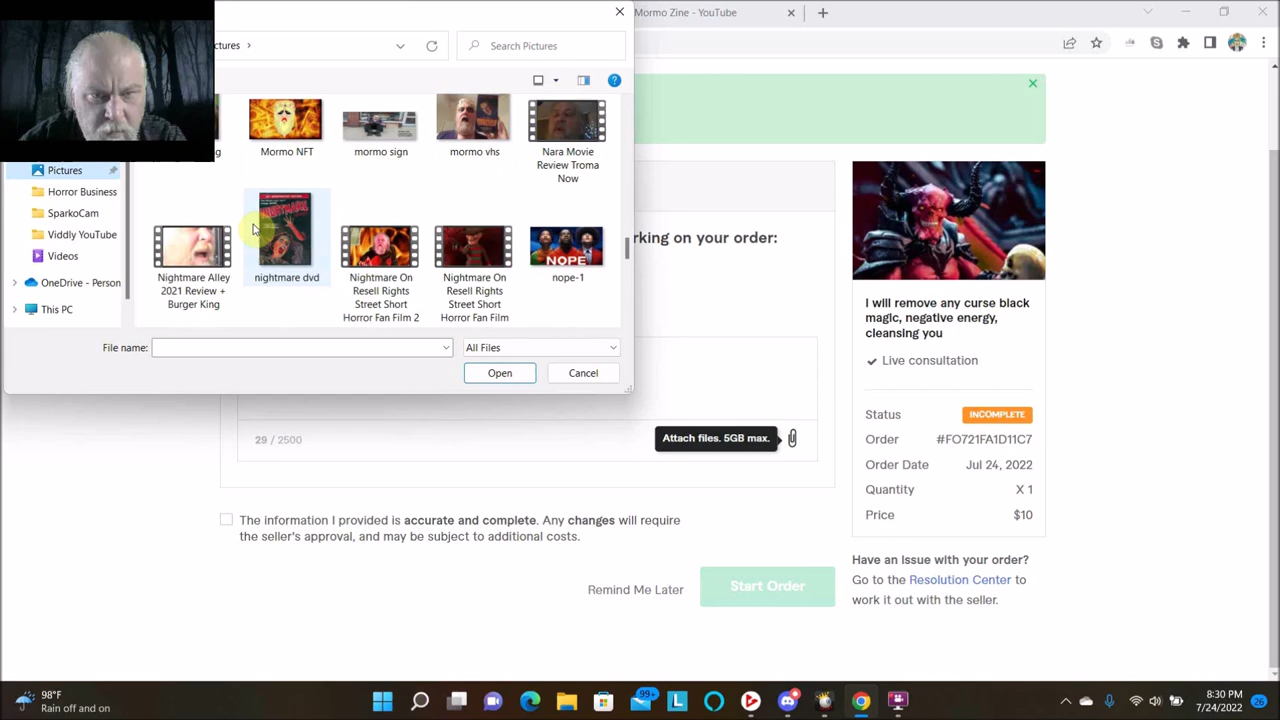 Mormo Zine - YouTube
ctures
Search Pictures
Pictures
Horror Business
SparkoCam
Viddly YouTube
Videos
OneDrive - Person
This PC
Mormo NFT
mormo sign
mormo vhs
Nara Movie
Review Troma
Now
Nightmare Alley
2021 Review +
Burger King
nightmare dvd
Nightmare On
Resell Rights
Street Short
Horror Fan Film 2
Nightmare On
Resell Rights
Street Short
Horror Fan Film
NOPE
nope-1
File name:
All Files
Open
Cancel
rking on your order:
29 / 2500
Attach files. 5GB max.
The information I provided is accurate and complete. Any changes will require
the seller's approval, and may be subject to additional costs.
Remind Me Later
Start Order
I will remove any curse black
magic, negative energy,
cleansing you
Live consultation
Status INCOMPLETE
Order #FO721FA1D11C7
Order Date Jul 24, 2022
Quantity X 1
Price $10
Have an issue with your order?
Go to the Resolution Center to
work it out with the seller.
98°F
Rain off and on
99+
L
8:30 PM
7/24/2022
26